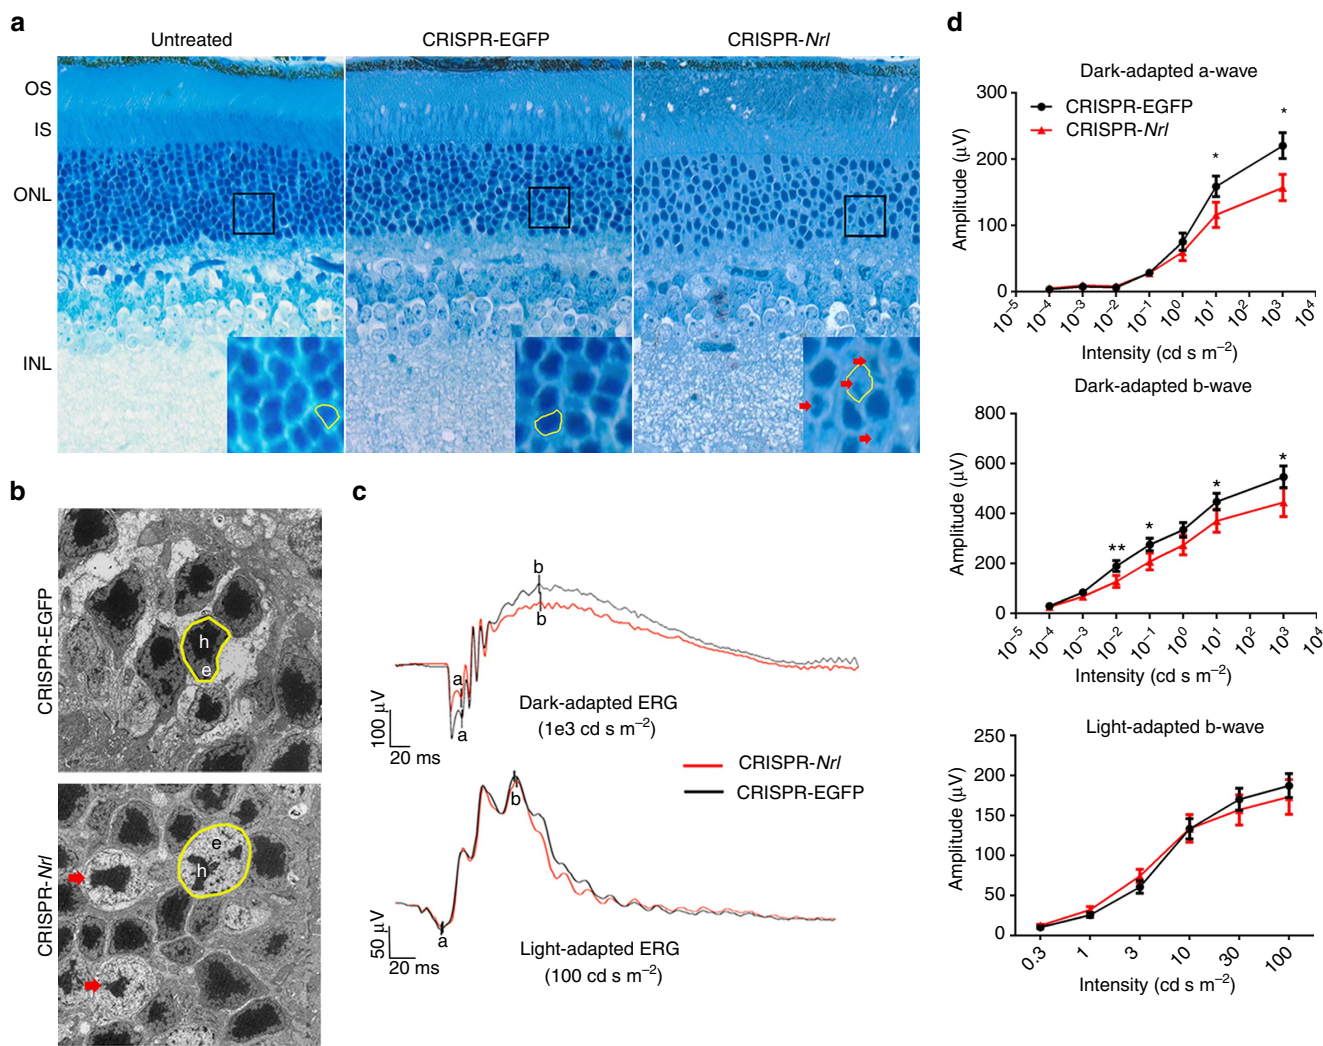 a
Untreated
CRISPR-EGFP
CRISPR-Nrl
OS
IS
ONL
INL
b
CRISPR-EGFP
h
e
CRISPR-Nrl
e
h
c
b
b
a
a
100 µV
20 ms
Dark-adapted ERG
(1e3 cd s m⁻²)
CRISPR-Nrl
CRISPR-EGFP
b
a
50 µV
20 ms
Light-adapted ERG
(100 cd s m⁻²)
d
Dark-adapted a-wave
CRISPR-EGFP
CRISPR-Nrl
Amplitude (µV)
300
200
100
0
*
*
10⁻⁵ 10⁻⁴ 10⁻³ 10⁻² 10⁻¹ 10⁰ 10¹ 10² 10³ 10⁴
Intensity (cd s m⁻²)
Dark-adapted b-wave
Amplitude (µV)
800
600
400
200
0
**
*
*
*
10⁻⁵ 10⁻⁴ 10⁻³ 10⁻² 10⁻¹ 10⁰ 10¹ 10² 10³ 10⁴
Intensity (cd s m⁻²)
Light-adapted b-wave
Amplitude (µV)
250
200
150
100
50
0
0.3 1 3 10 30 100
Intensity (cd s m⁻²)